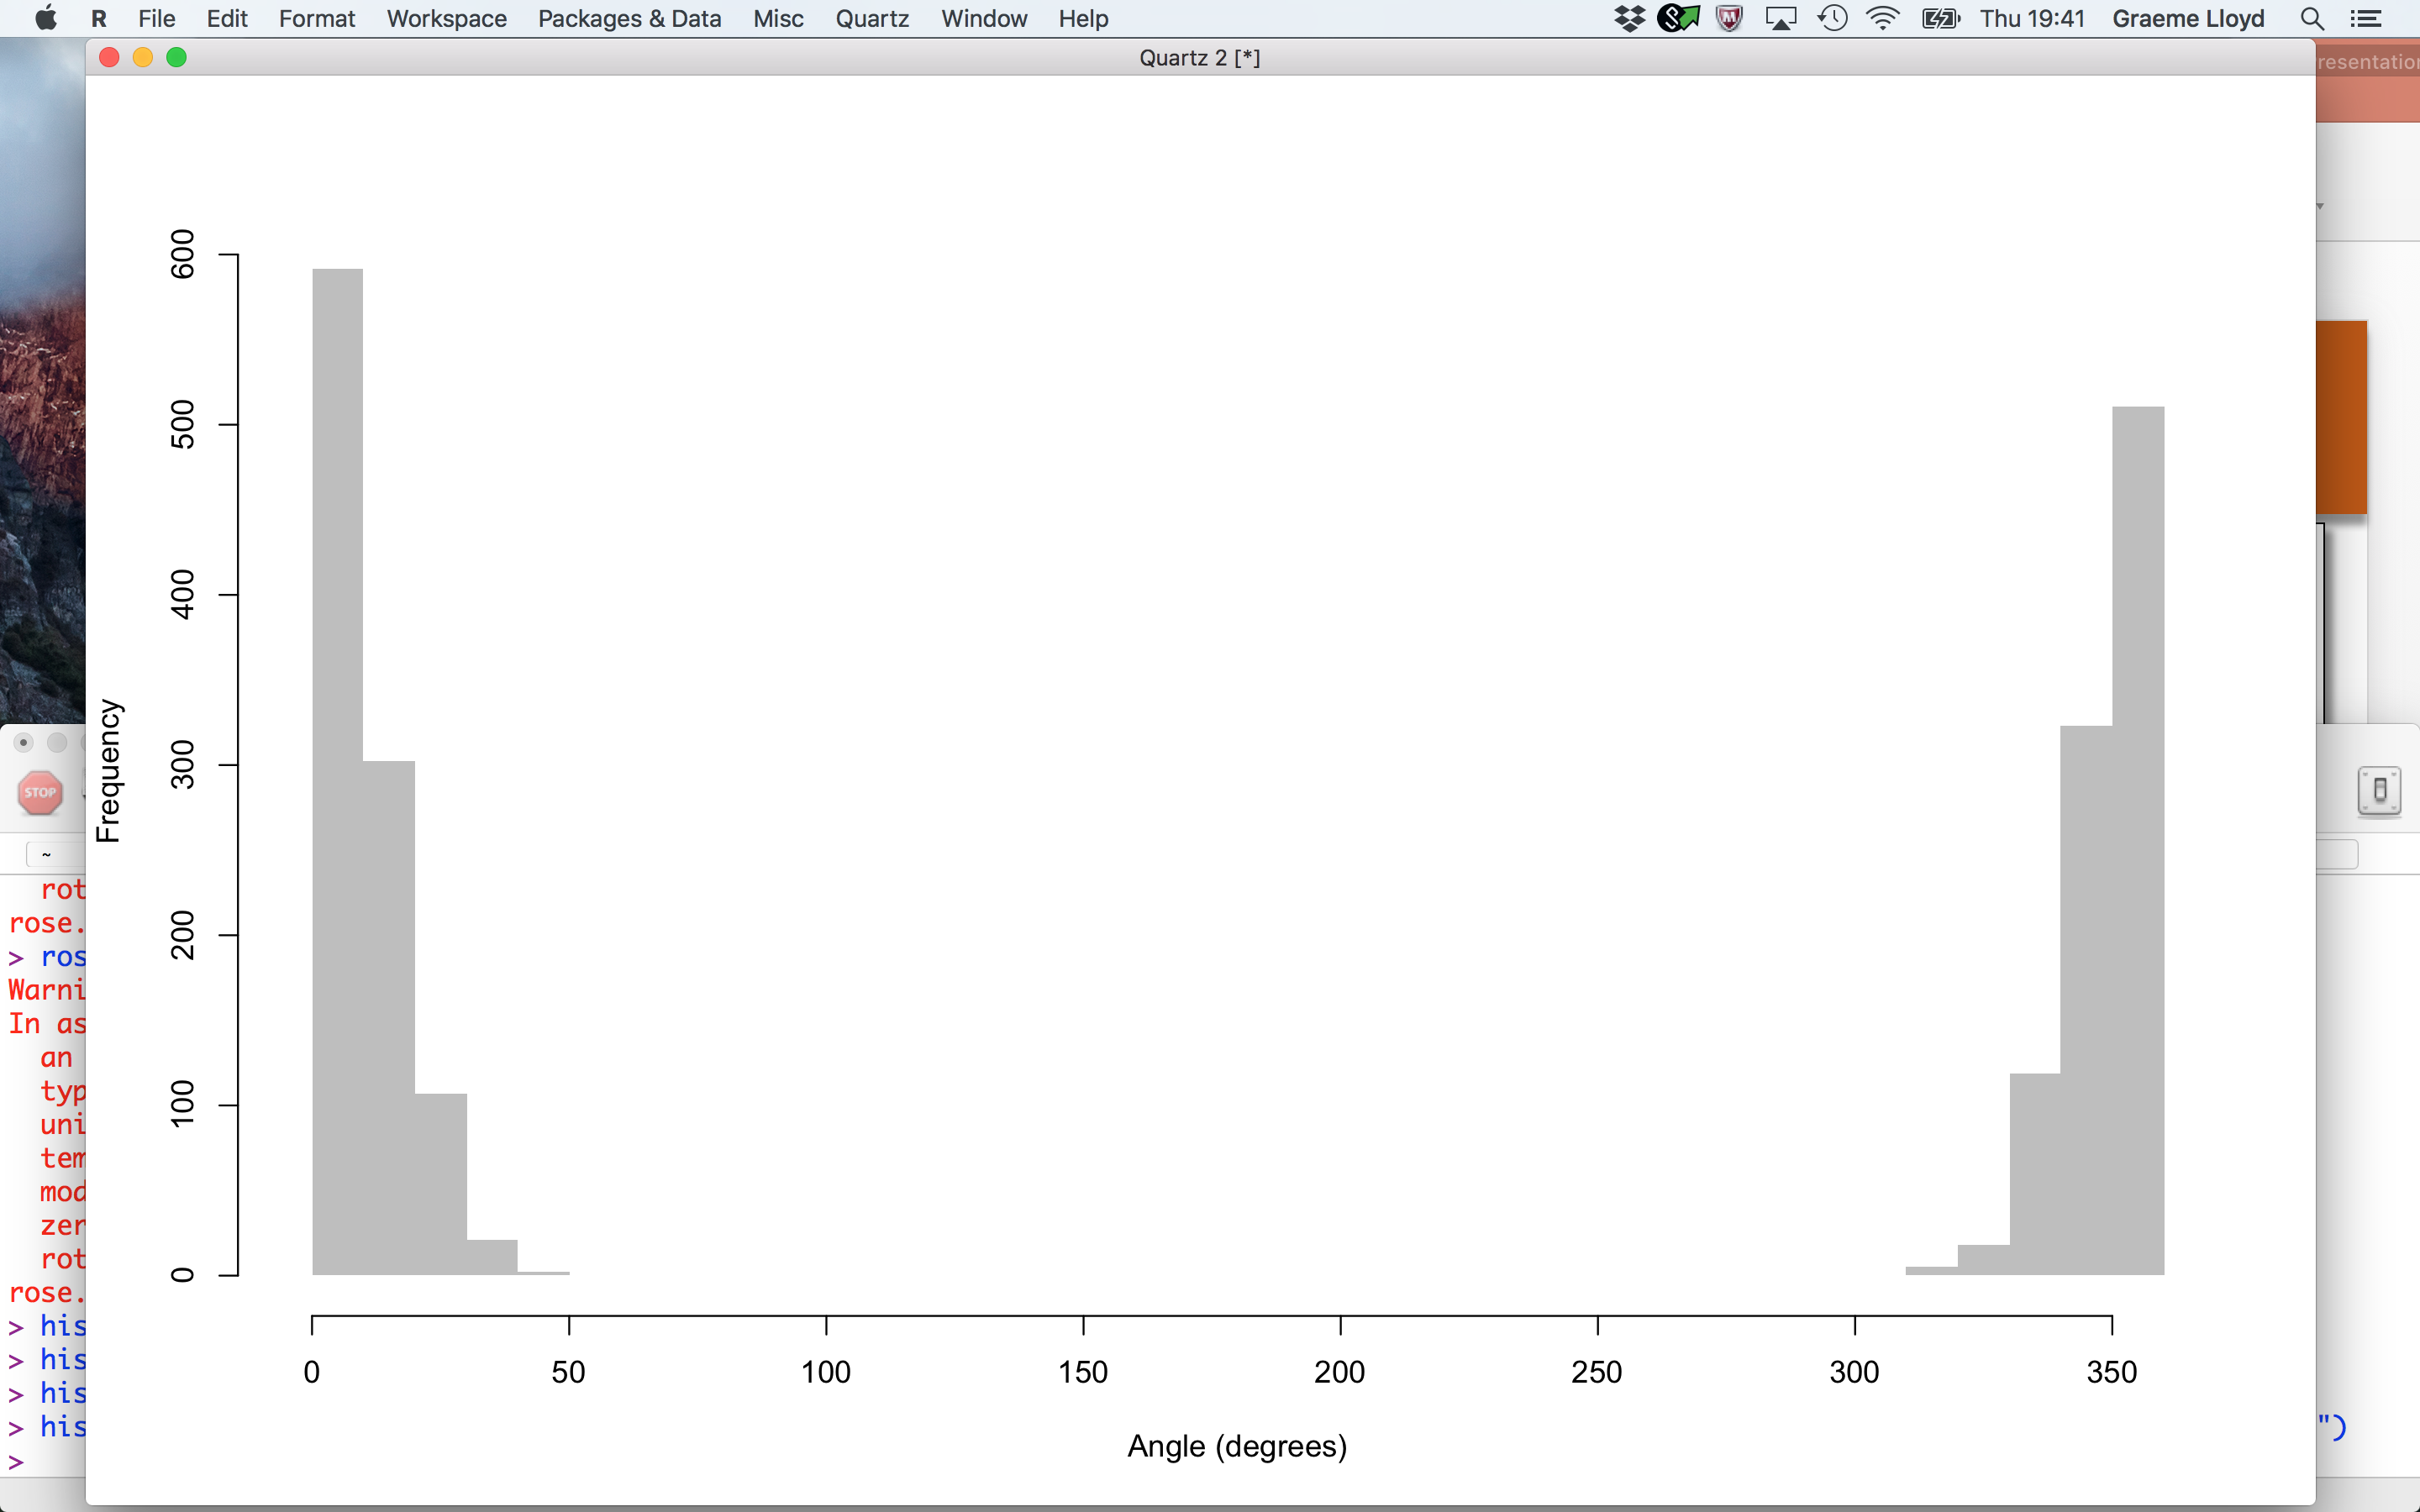 R File Edit Format Workspace Packages & Data Misc Quartz Window Help Thu 19:41 Graeme Lloyd
Quartz 2 [*]
resentation
600
500
400
300
200
100
0
Frequency
0 50 100 150 200 250 300 350
Angle (degrees)
STOP
~
rot
rose.
> ros
Warni
In as
an
typ
uni
tem
mod
zer
rot
rose.
> his
> his
> his
> his ")
>